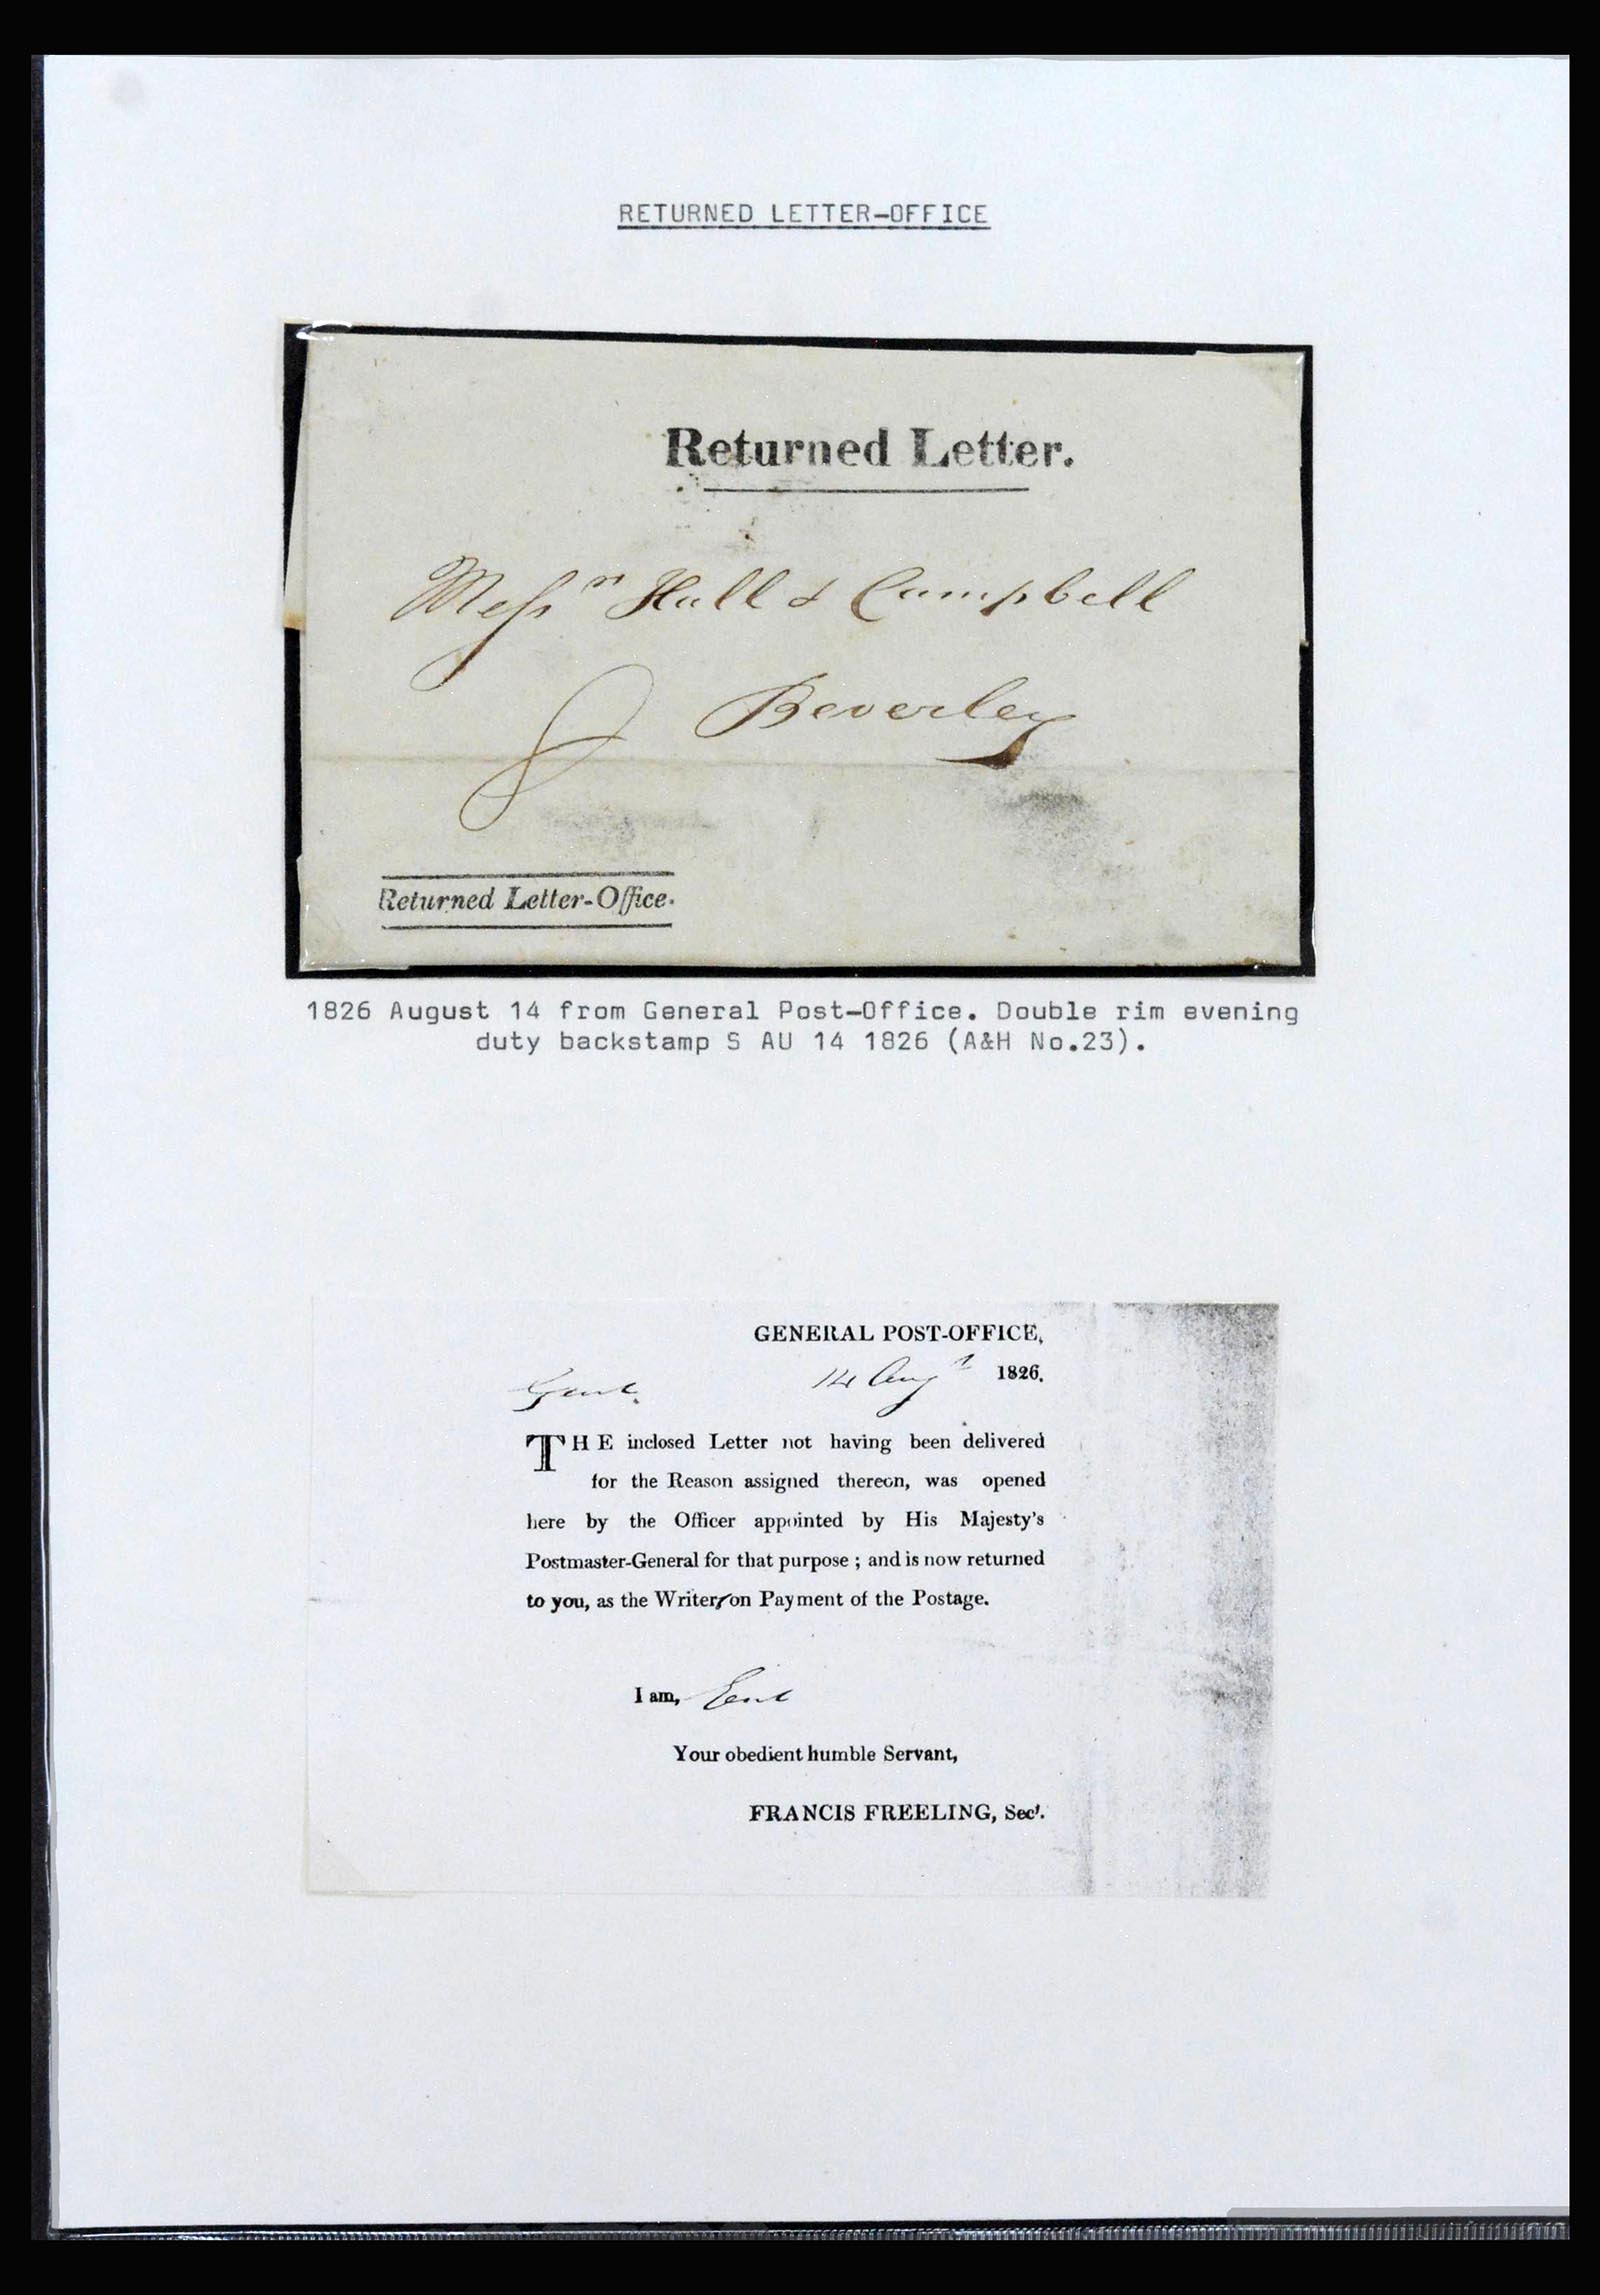 RETURNED LETTER-OFFICE
Returned Letter.
Messrs Hall & Campbell
Beverley
Returned Letter-Office.
1826 August 14 from General Post-Office. Double rim evening
duty backstamp S AU 14 1826 (A&H No.23).
GENERAL POST-OFFICE,
Gent. 14 Augt 1826.
THE inclosed Letter not having been delivered
for the Reason assigned thereon, was opened
here by the Officer appointed by His Majesty's
Postmaster-General for that purpose ; and is now returned
to you, as the Writers on Payment of the Postage.
I am, Gent
Your obedient humble Servant,
FRANCIS FREELING, Secy.